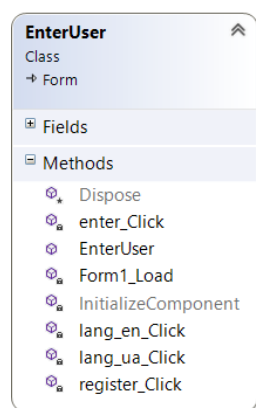 EnterUser
Class
Form
Fields
Methods
Dispose
enter_Click
EnterUser
Form1_Load
InitializeComponent
lang_en_Click
lang_ua_Click
register_Click